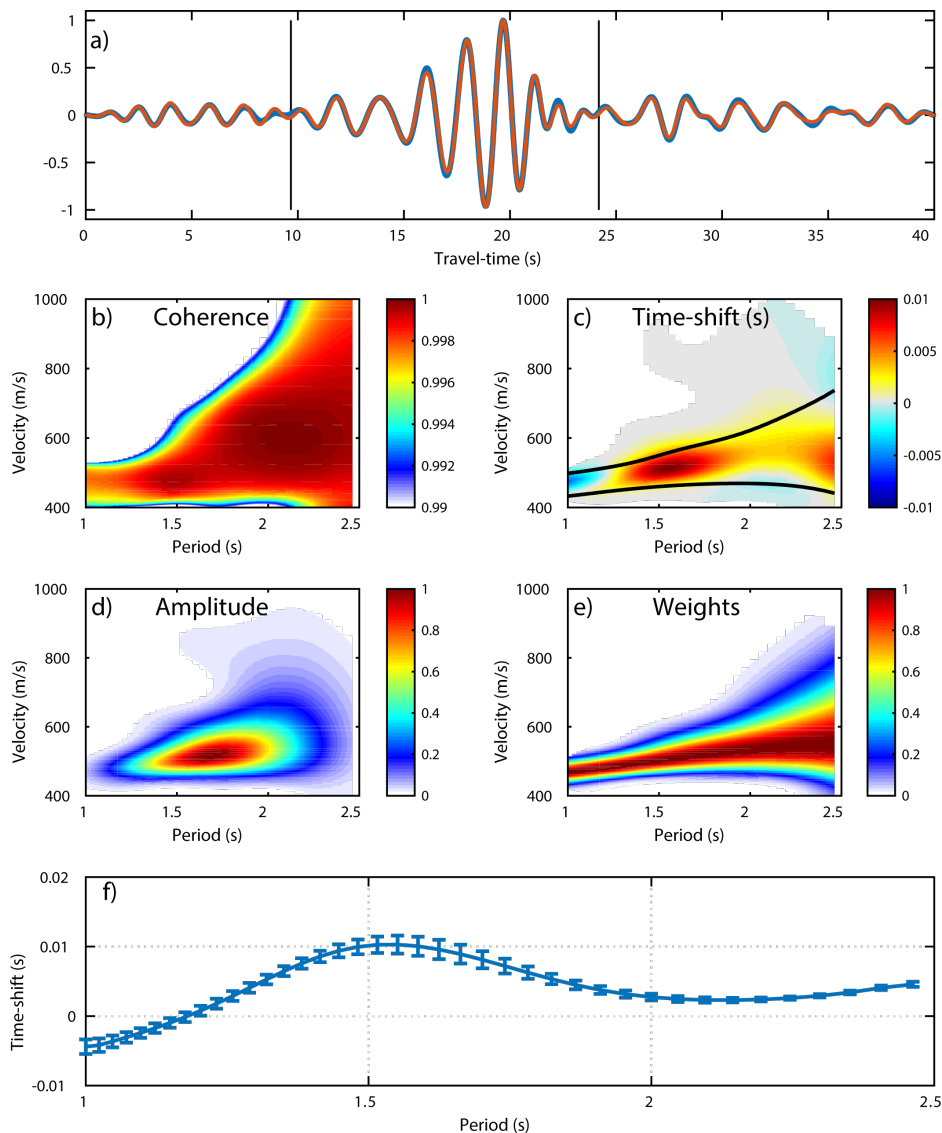 a)
1
0.5
0
-0.5
-1
0 5 10 15 20 25 30 35 40
Travel-time (s)
b) Coherence
Velocity (m/s)
1000
800
600
400
1 1.5 2 2.5
Period (s)
1
0.998
0.996
0.994
0.992
0.99
c) Time-shift (s)
Velocity (m/s)
1000
800
600
400
1 1.5 2 2.5
Period (s)
0.01
0.005
0
-0.005
-0.01
d) Amplitude
Velocity (m/s)
1000
800
600
400
1 1.5 2 2.5
Period (s)
1
0.8
0.6
0.4
0.2
0
e) Weights
Velocity (m/s)
1000
800
600
400
1 1.5 2 2.5
Period (s)
1
0.8
0.6
0.4
0.2
0
f)
Time-shift (s)
0.02
0.01
0
-0.01
1 1.5 2 2.5
Period (s)